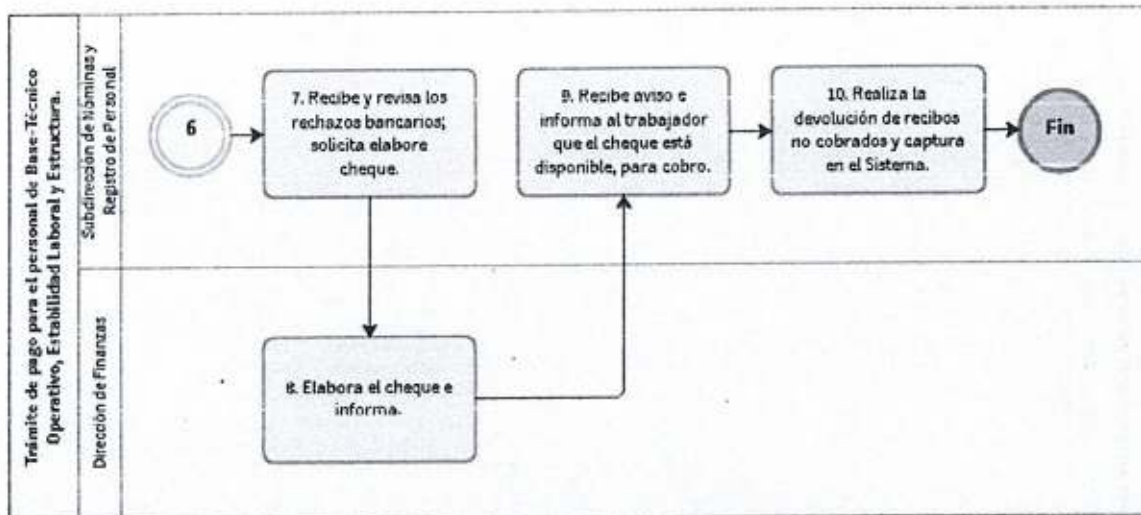 Trámite de pago para el personal de Base-Técnico
Operativo, Estabilidad Laboral y Estructura.
Subdirección de Nóminas y
Registro de Personal
6
7. Recibe y revisa los
rechazos bancarios;
solicita elabore
cheque.
9. Recibe aviso e
informa al trabajador
que el cheque está
disponible, para cobro.
10. Realiza la
devolución de recibos
no cobrados y captura
en el Sistema.
Fin
Dirección de Finanzas
8. Elabora el cheque e
informa.